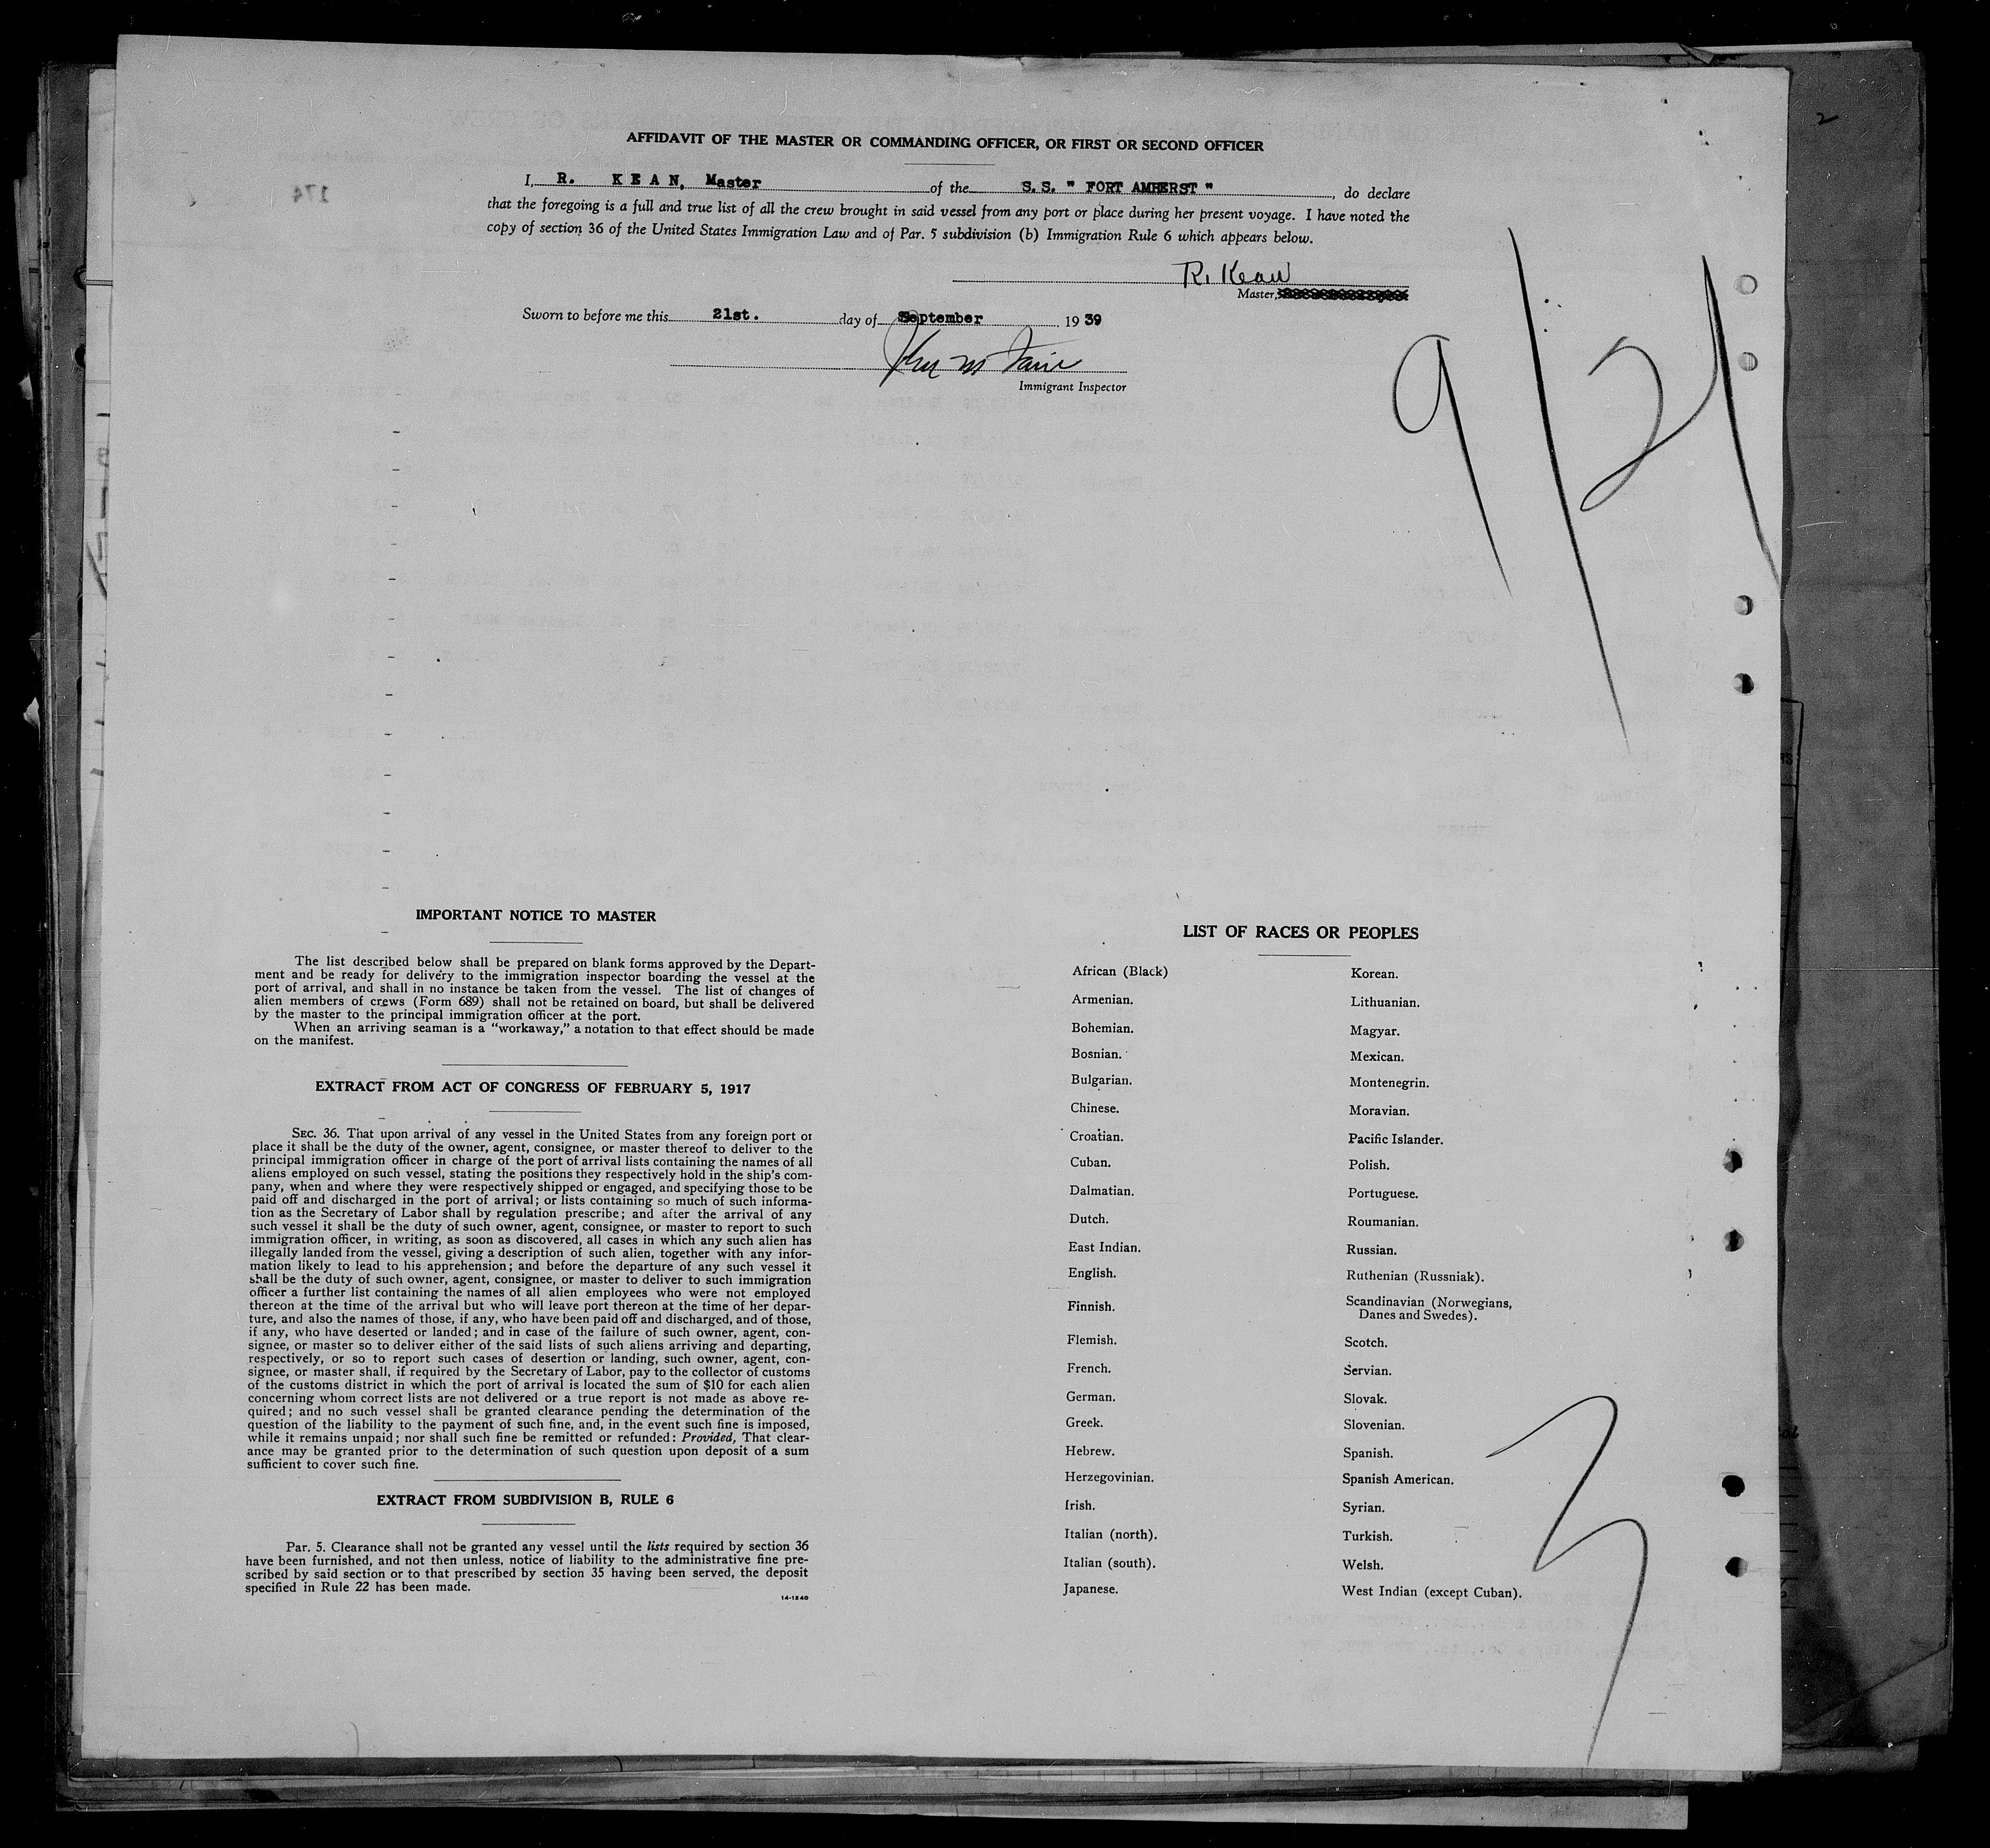 AFFIDAVIT OF THE MASTER OR COMMANDING OFFICER, OR FIRST OR SECOND OFFICER
I, R. KEAN, Master of the S.S. " FORT AMHERST ", do declare
that the foregoing is a full and true list of all the crew brought in said vessel from any port or place during her present voyage. I have noted the
copy of section 36 of the United States Immigration Law and of Par. 5 subdivision (b) Immigration Rule 6 which appears below.
R. Kean
Master,
Sworn to before me this 21st. day of September 19 39
Immigrant Inspector
9/21
174
2
IMPORTANT NOTICE TO MASTER
The list described below shall be prepared on blank forms approved by the Depart-
ment and be ready for delivery to the immigration inspector boarding the vessel at the
port of arrival, and shall in no instance be taken from the vessel. The list of changes of
alien members of crews (Form 689) shall not be retained on board, but shall be delivered
by the master to the principal immigration officer at the port.
When an arriving seaman is a "workaway," a notation to that effect should be made
on the manifest.
EXTRACT FROM ACT OF CONGRESS OF FEBRUARY 5, 1917
SEC. 36. That upon arrival of any vessel in the United States from any foreign port or
place it shall be the duty of the owner, agent, consignee, or master thereof to deliver to the
principal immigration officer in charge of the port of arrival lists containing the names of all
aliens employed on such vessel, stating the positions they respectively hold in the ship's com-
pany, when and where they were respectively shipped or engaged, and specifying those to be
paid off and discharged in the port of arrival; or lists containing so much of such informa-
tion as the Secretary of Labor shall by regulation prescribe; and after the arrival of any
such vessel it shall be the duty of such owner, agent, consignee, or master to report to such
immigration officer, in writing, as soon as discovered, all cases in which any such alien has
illegally landed from the vessel, giving a description of such alien, together with any infor-
mation likely to lead to his apprehension; and before the departure of any such vessel it
shall be the duty of such owner, agent, consignee, or master to deliver to such immigration
officer a further list containing the names of all alien employees who were not employed
thereon at the time of the arrival but who will leave port thereon at the time of her depar-
ture, and also the names of those, if any, who have been paid off and discharged, and of those,
if any, who have deserted or landed; and in case of the failure of such owner, agent, con-
signee, or master so to deliver either of the said lists of such aliens arriving and departing,
respectively, or so to report such cases of desertion or landing, such owner, agent, con-
signee, or master shall, if required by the Secretary of Labor, pay to the collector of customs
of the customs district in which the port of arrival is located the sum of $10 for each alien
concerning whom correct lists are not delivered or a true report is not made as above re-
quired; and no such vessel shall be granted clearance pending the determination of the
question of the liability to the payment of such fine, and, in the event such fine is imposed,
while it remains unpaid; nor shall such fine be remitted or refunded: Provided, That clear-
ance may be granted prior to the determination of such question upon deposit of a sum
sufficient to cover such fine.
EXTRACT FROM SUBDIVISION B, RULE 6
Par. 5. Clearance shall not be granted any vessel until the lists required by section 36
have been furnished, and not then unless, notice of liability to the administrative fine pre-
scribed by said section or to that prescribed by section 35 having been served, the deposit
specified in Rule 22 has been made.
14-1240
LIST OF RACES OR PEOPLES
African (Black)
Armenian.
Bohemian.
Bosnian.
Bulgarian.
Chinese.
Croatian.
Cuban.
Dalmatian.
Dutch.
East Indian.
English.
Finnish.
Flemish.
French.
German.
Greek.
Hebrew.
Herzegovinian.
Irish.
Italian (north).
Italian (south).
Japanese.
Korean.
Lithuanian.
Magyar.
Mexican.
Montenegrin.
Moravian.
Pacific Islander.
Polish.
Portuguese.
Roumanian.
Russian.
Ruthenian (Russniak).
Scandinavian (Norwegians,
Danes and Swedes).
Scotch.
Servian.
Slovak.
Slovenian.
Spanish.
Spanish American.
Syrian.
Turkish.
Welsh.
West Indian (except Cuban).
3